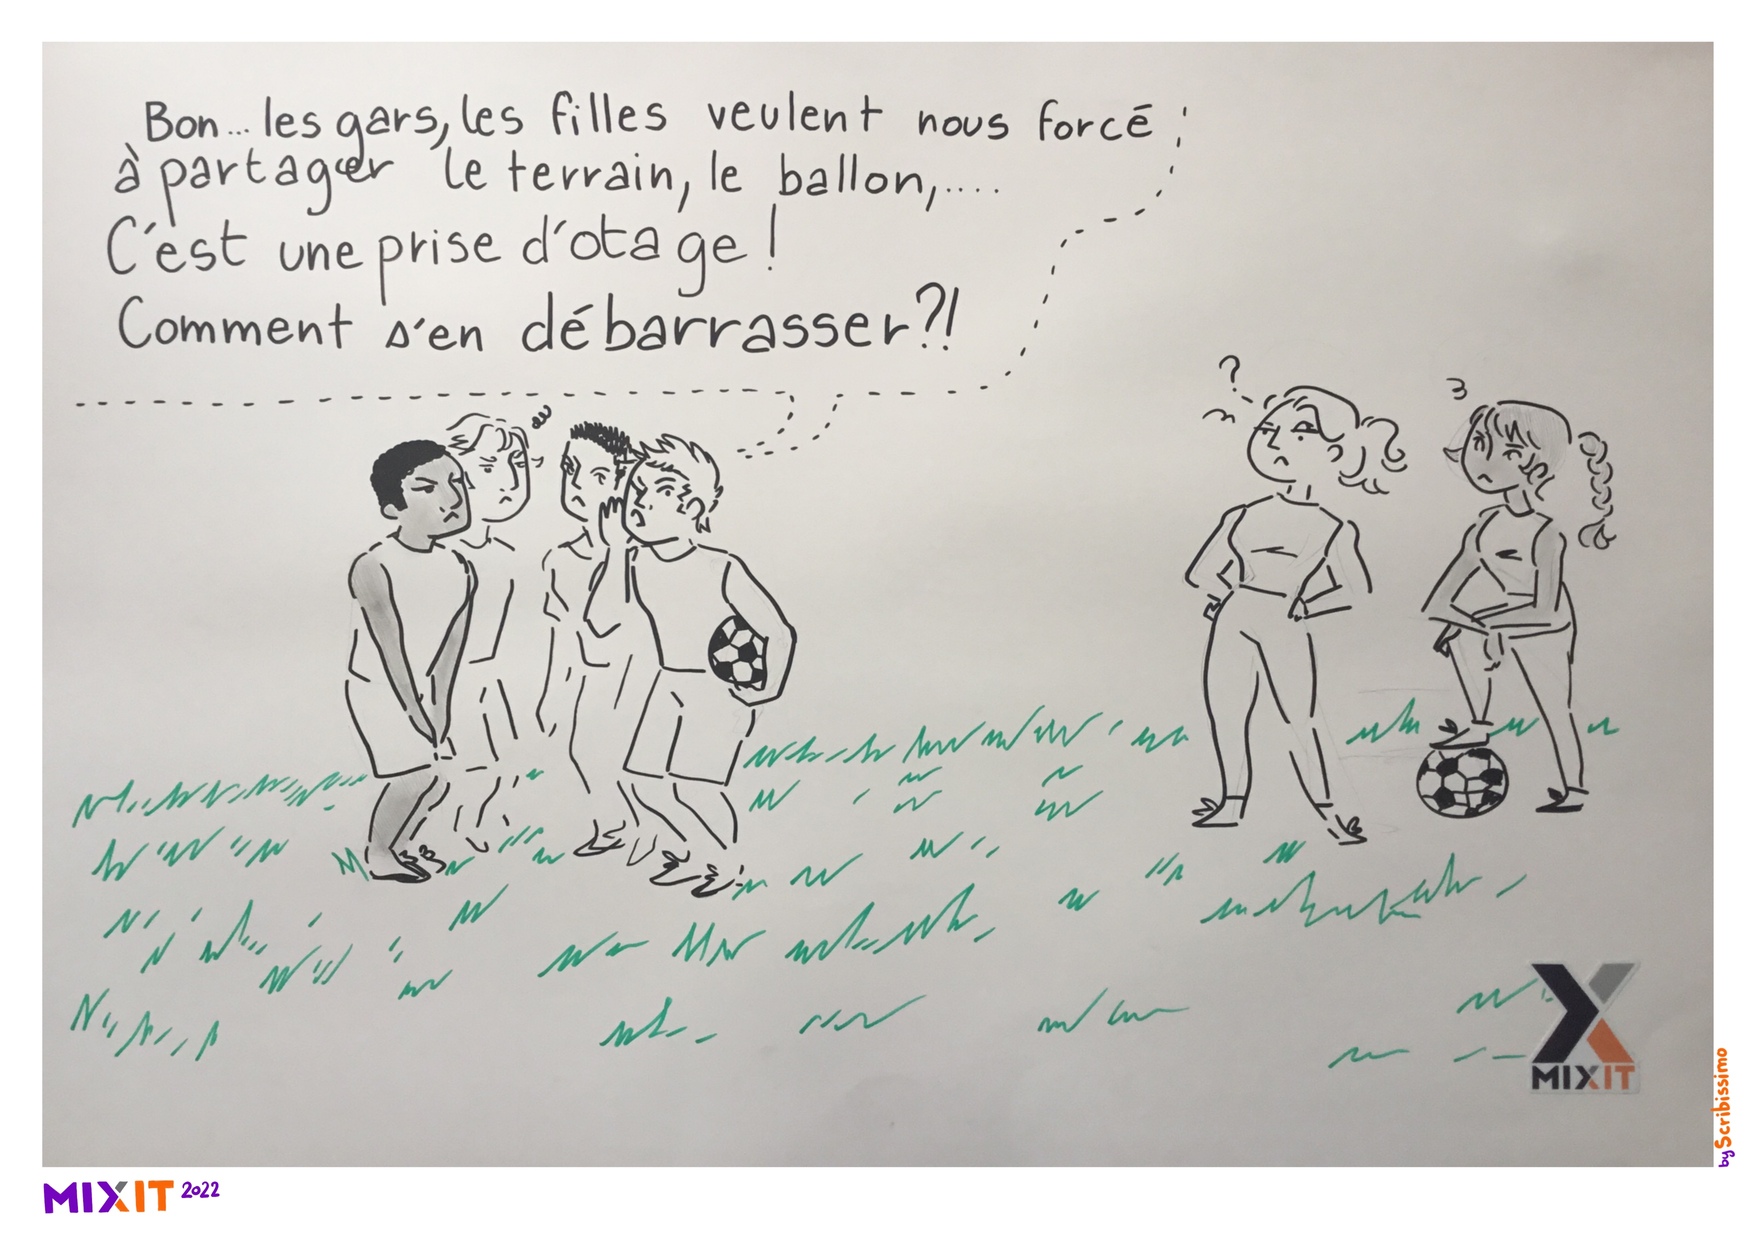 Bon... les gars, les filles veulent nous forcé
à partager le terrain, le ballon,....
C'est une prise d'otage !
Comment s'en débarrasser ?!
?
MIXIT
by Scribissimo
MIXIT 2022